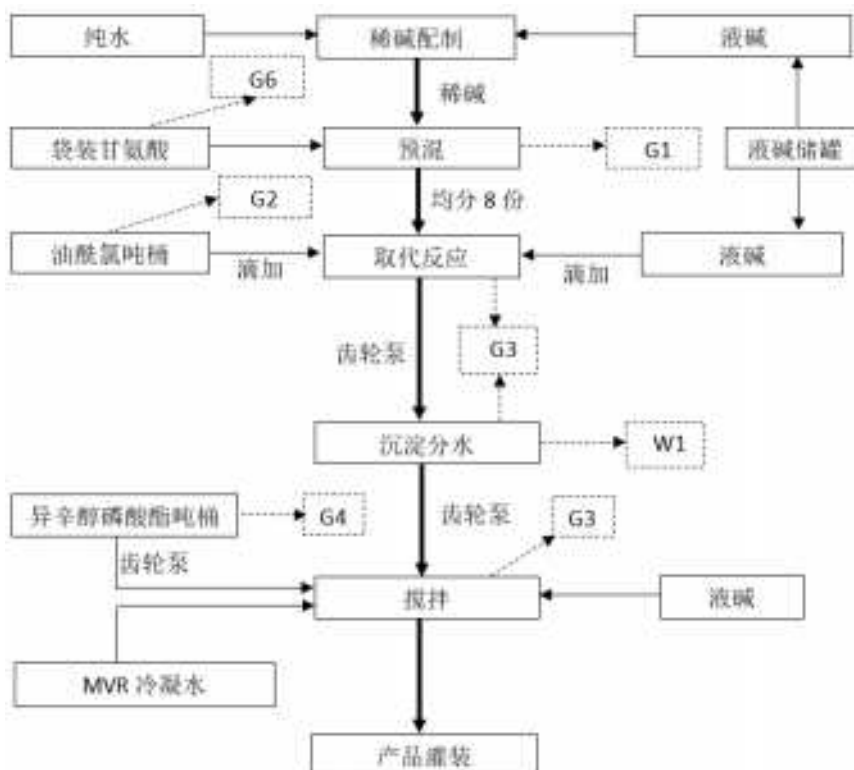 纯水
稀碱配制
液碱
G6
稀碱
袋装甘氨酸
预混
G1
液碱储罐
G2
均分 8 份
油酰氯吨桶
滴加
取代反应
滴加
液碱
齿轮泵
G3
沉淀分水
W1
异辛醇磷酸酯吨桶
G4
齿轮泵
G3
齿轮泵
搅拌
液碱
MVR 冷凝水
产品灌装